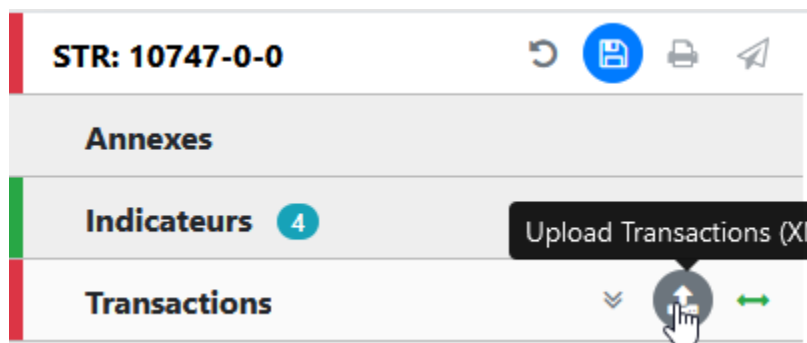 STR: 10747-0-0
Annexes
Indicateurs 4
Upload Transactions
Transactions